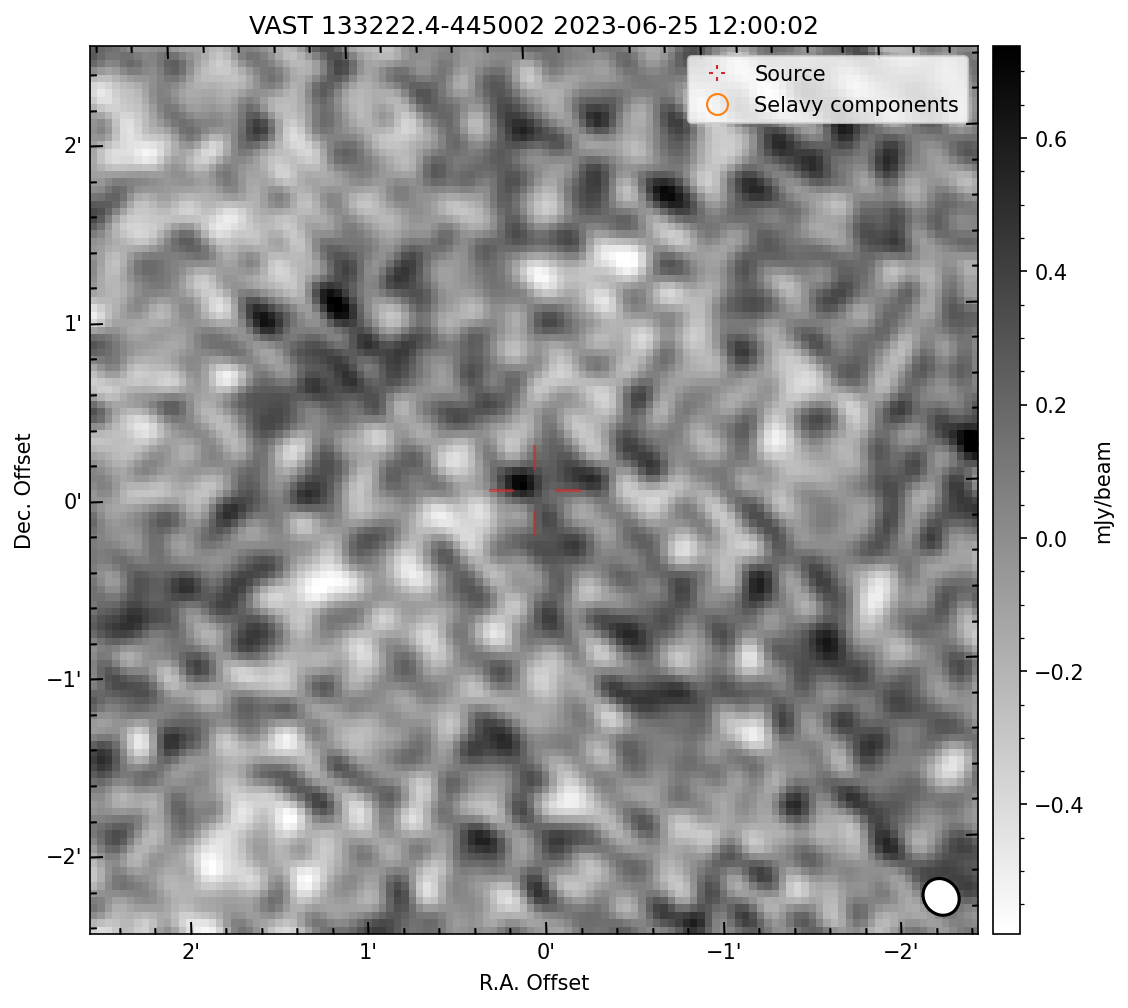 VAST 133222.4-445002 2023-06-25 12:00:02
Source
Selavy components
2'
1'
0'
−1'
−2'
Dec. Offset
2'
1'
0'
−1'
−2'
R.A. Offset
0.6
0.4
0.2
0.0
−0.2
−0.4
mJy/beam